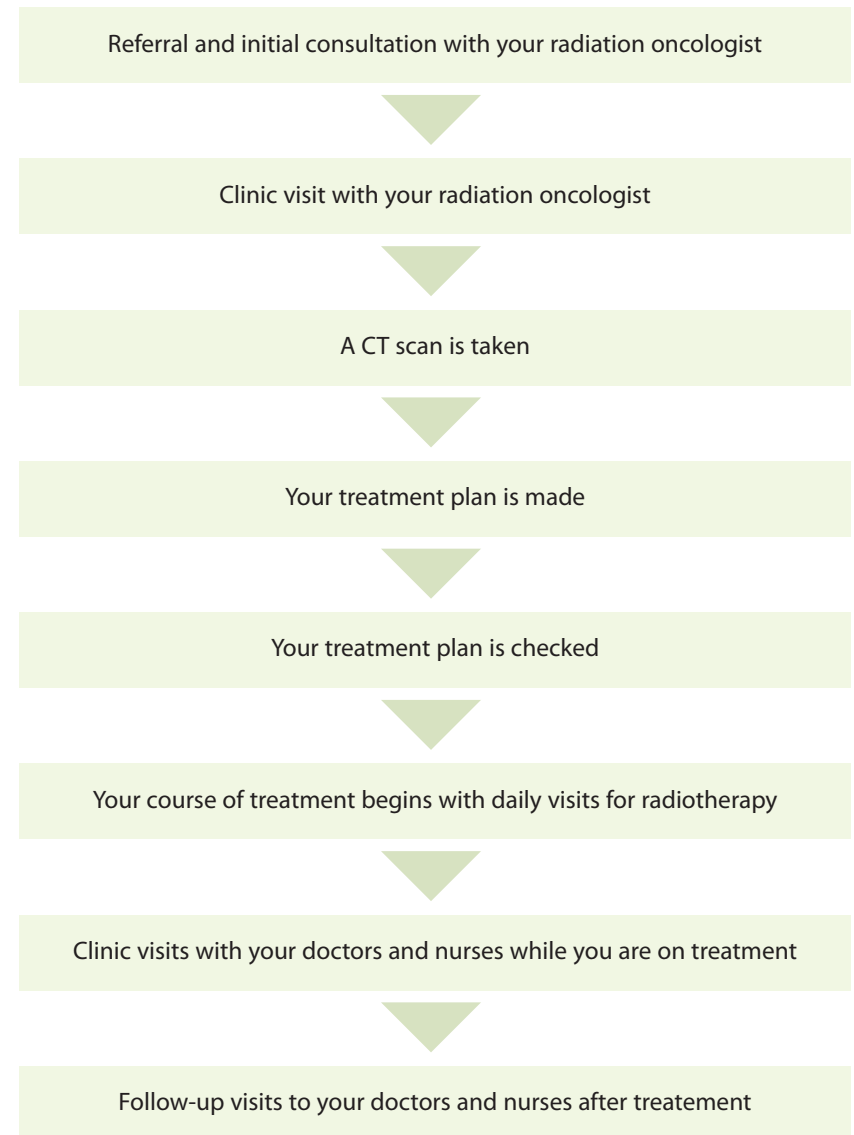 Referral and initial consultation with your radiation oncologist
Clinic visit with your radiation oncologist
A CT scan is taken
Your treatment plan is made
Your treatment plan is checked
Your course of treatment begins with daily visits for radiotherapy
Clinic visits with your doctors and nurses while you are on treatment
Follow-up visits to your doctors and nurses after treatement